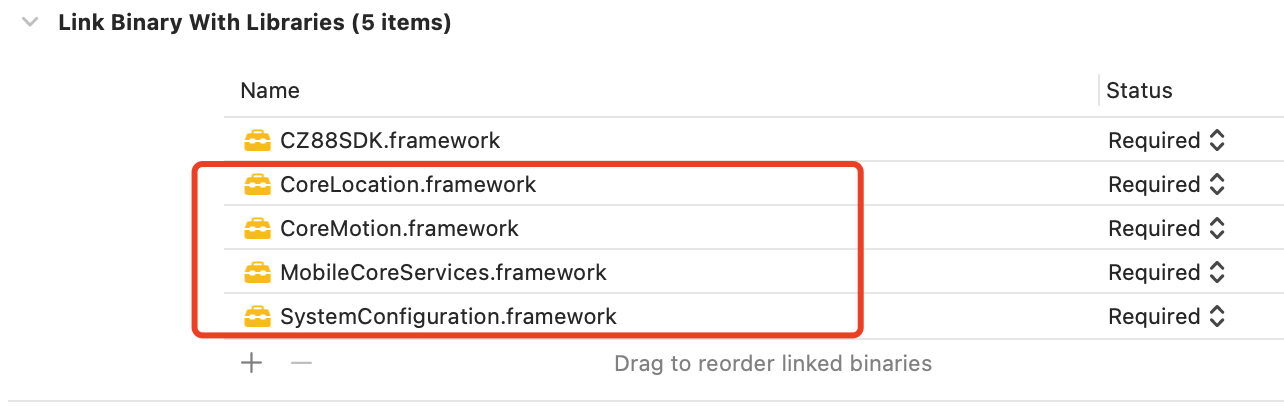 Link Binary With Libraries (5 items)
Name Status
CZ88SDK.framework Required
CoreLocation.framework Required
CoreMotion.framework Required
MobileCoreServices.framework Required
SystemConfiguration.framework Required
Drag to reorder linked binaries